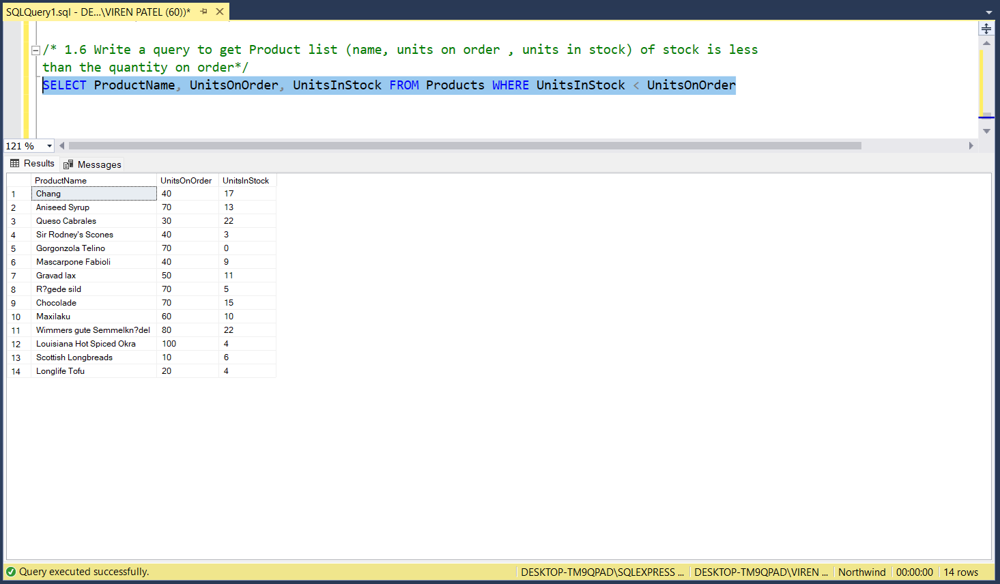 SQLQuery1.sql - DE...\VIREN PATEL (60))*
/* 1.6 Write a query to get Product list (name, units on order , units in stock) of stock is less
than the quantity on order*/
SELECT ProductName, UnitsOnOrder, UnitsInStock FROM Products WHERE UnitsInStock < UnitsOnOrder
121 %
Results Messages
ProductName UnitsOnOrder UnitsInStock
1 Chang 40 17
2 Aniseed Syrup 70 13
3 Queso Cabrales 30 22
4 Sir Rodney's Scones 40 3
5 Gorgonzola Telino 70 0
6 Mascarpone Fabioli 40 9
7 Gravad lax 50 11
8 R?gede sild 70 5
9 Chocolade 70 15
10 Maxilaku 60 10
11 Wimmers gute Semmelkn?del 80 22
12 Louisiana Hot Spiced Okra 100 4
13 Scottish Longbreads 10 6
14 Longlife Tofu 20 4
Query executed successfully. DESKTOP-TM9QPAD\SQLEXPRESS ... DESKTOP-TM9QPAD\VIREN ... Northwind 00:00:00 14 rows